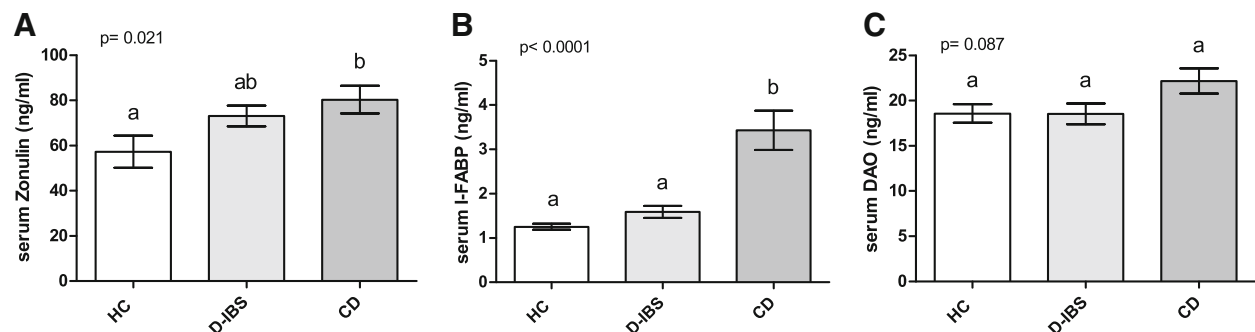 A
p= 0.021
serum Zonulin (ng/ml)
100
80
60
40
20
0
a
ab
b
HC
D-IBS
CD
B
p< 0.0001
serum I-FABP (ng/ml)
5
4
3
2
1
0
a
a
b
HC
D-IBS
CD
C
p= 0.087
serum DAO (ng/ml)
25
20
15
10
5
0
a
a
a
HC
D-IBS
CD